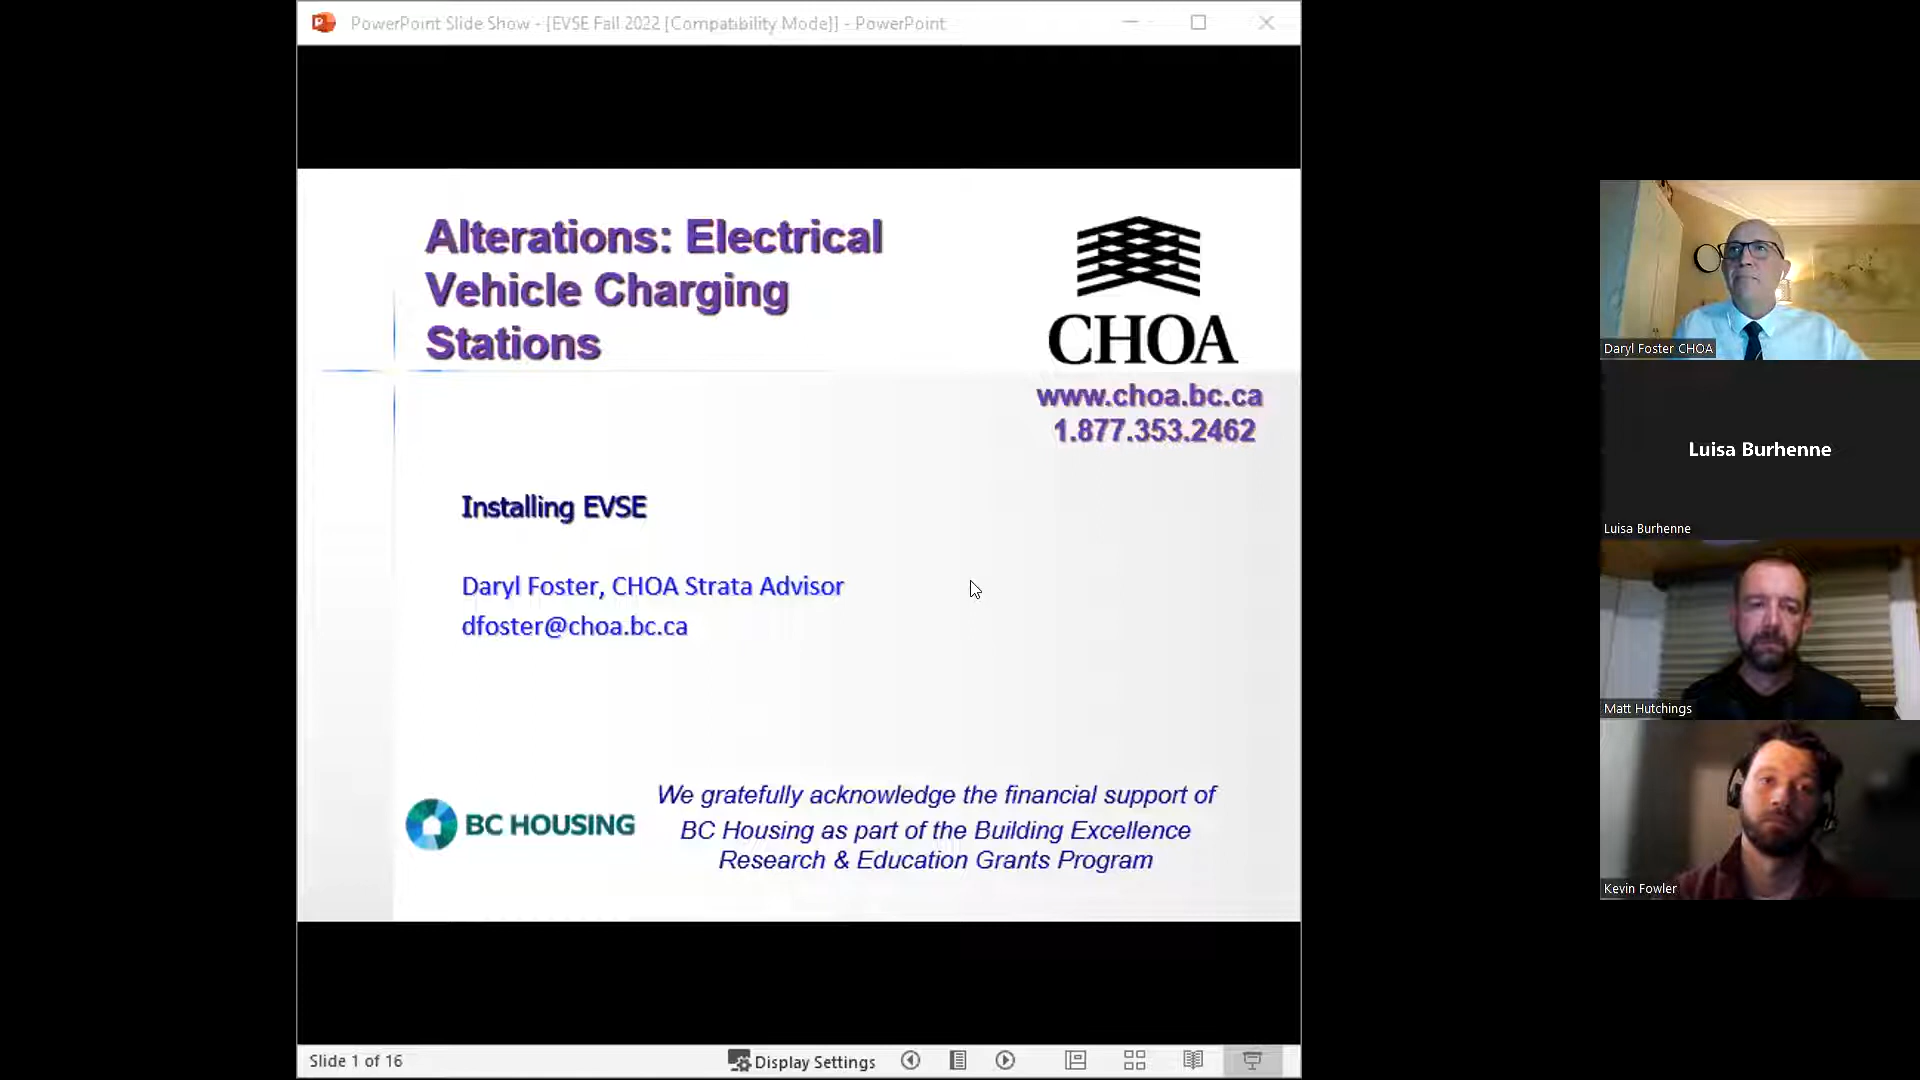 PowerPoint Slide Show - [EVSE Fall 2022 [Compatibility Mode]] - PowerPoint
Alterations: Electrical
Vehicle Charging
Stations
CHOA
www.choa.bc.ca
1.877.353.2462
Installing EVSE
Daryl Foster, CHOA Strata Advisor
dfoster@choa.bc.ca
BC HOUSING
We gratefully acknowledge the financial support of
BC Housing as part of the Building Excellence
Research & Education Grants Program
Slide 1 of 16
Display Settings
Daryl Foster CHOA
Luisa Burhenne
Luisa Burhenne
Matt Hutchings
Kevin Fowler